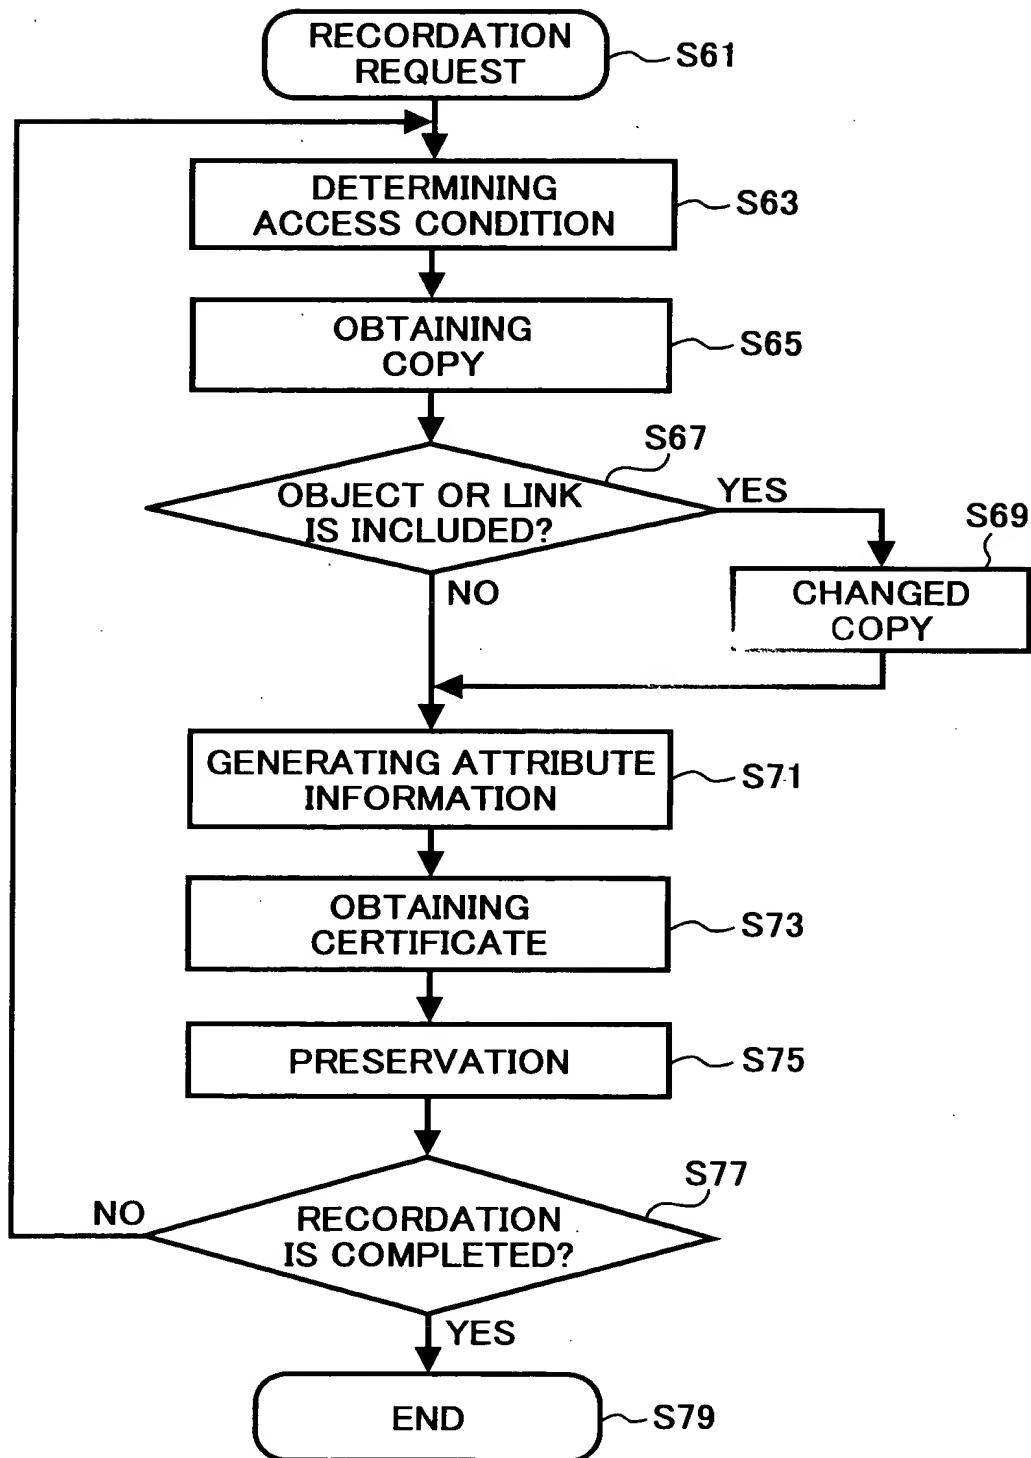 RECORDATION
REQUEST
S61
DETERMINING
ACCESS CONDITION
S63
OBTAINING
COPY
S65
S67
OBJECT OR LINK
IS INCLUDED?
YES
S69
NO
CHANGED
COPY
GENERATING ATTRIBUTE
INFORMATION
S71
OBTAINING
CERTIFICATE
S73
PRESERVATION
S75
S77
NO
RECORDATION
IS COMPLETED?
YES
END
S79